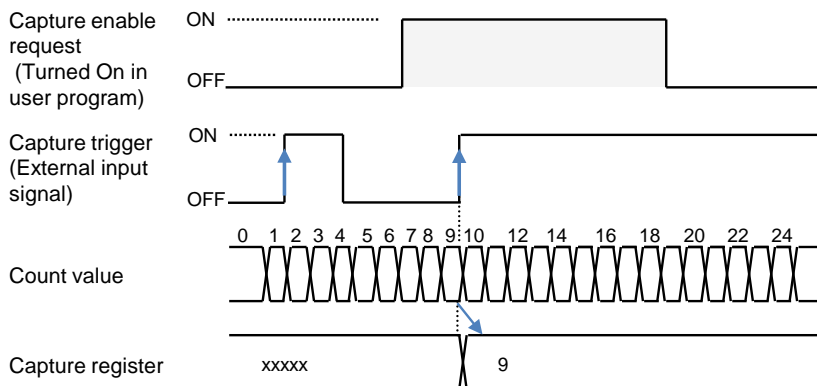 Capture enable
request
(Turned On in
user program)
ON
OFF
Capture trigger
(External input
signal)
ON
OFF
0 1 2 3 4 5 6 7 8 9 10 12 14 16 18 20 22 24
Count value
Capture register
xxxxx
9